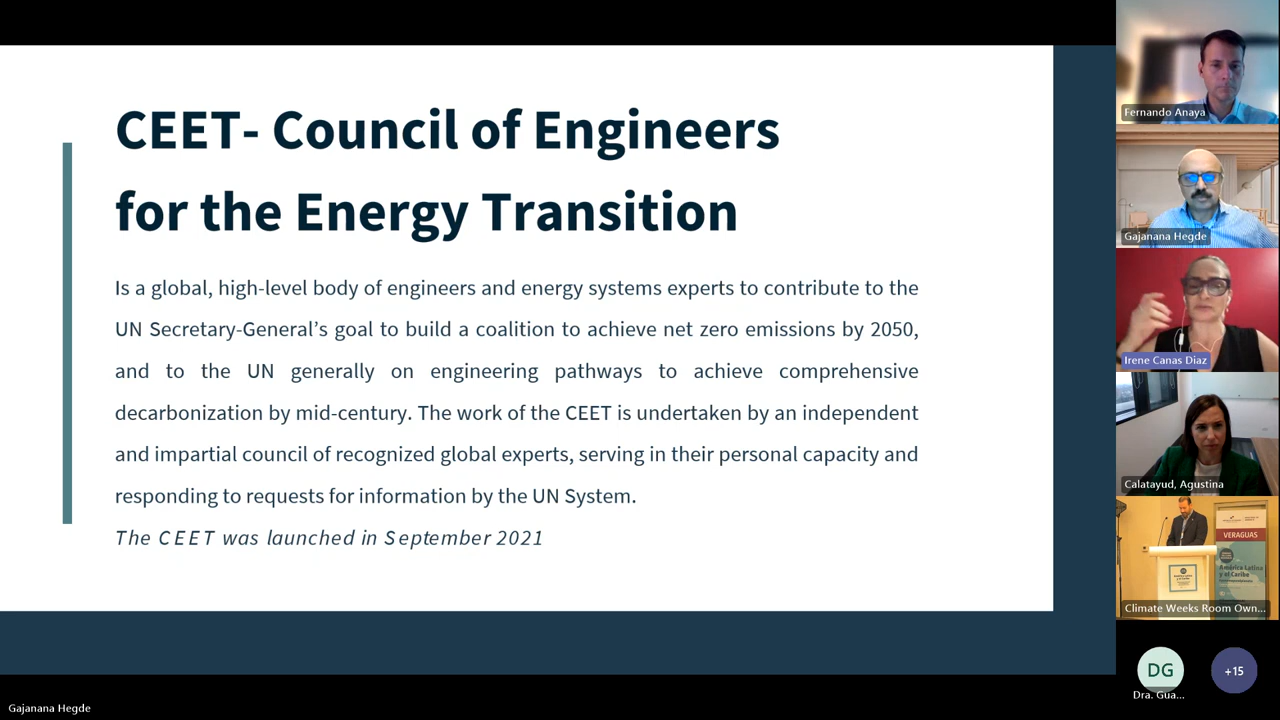 CEET- Council of Engineers
for the Energy Transition
Is a global, high-level body of engineers and energy systems experts to contribute to the
UN Secretary-General’s goal to build a coalition to achieve net zero emissions by 2050,
and to the UN generally on engineering pathways to achieve comprehensive
decarbonization by mid-century. The work of the CEET is undertaken by an independent
and impartial council of recognized global experts, serving in their personal capacity and
responding to requests for information by the UN System.
The CEET was launched in September 2021
Fernando Anaya
Gajanana Hegde
Irene Canas Diaz
Calatayud, Agustina
VERAGUAS
América Latina
y el Caribe
Climate Weeks Room Own...
DG
Dra. Gua...
+15
Gajanana Hegde